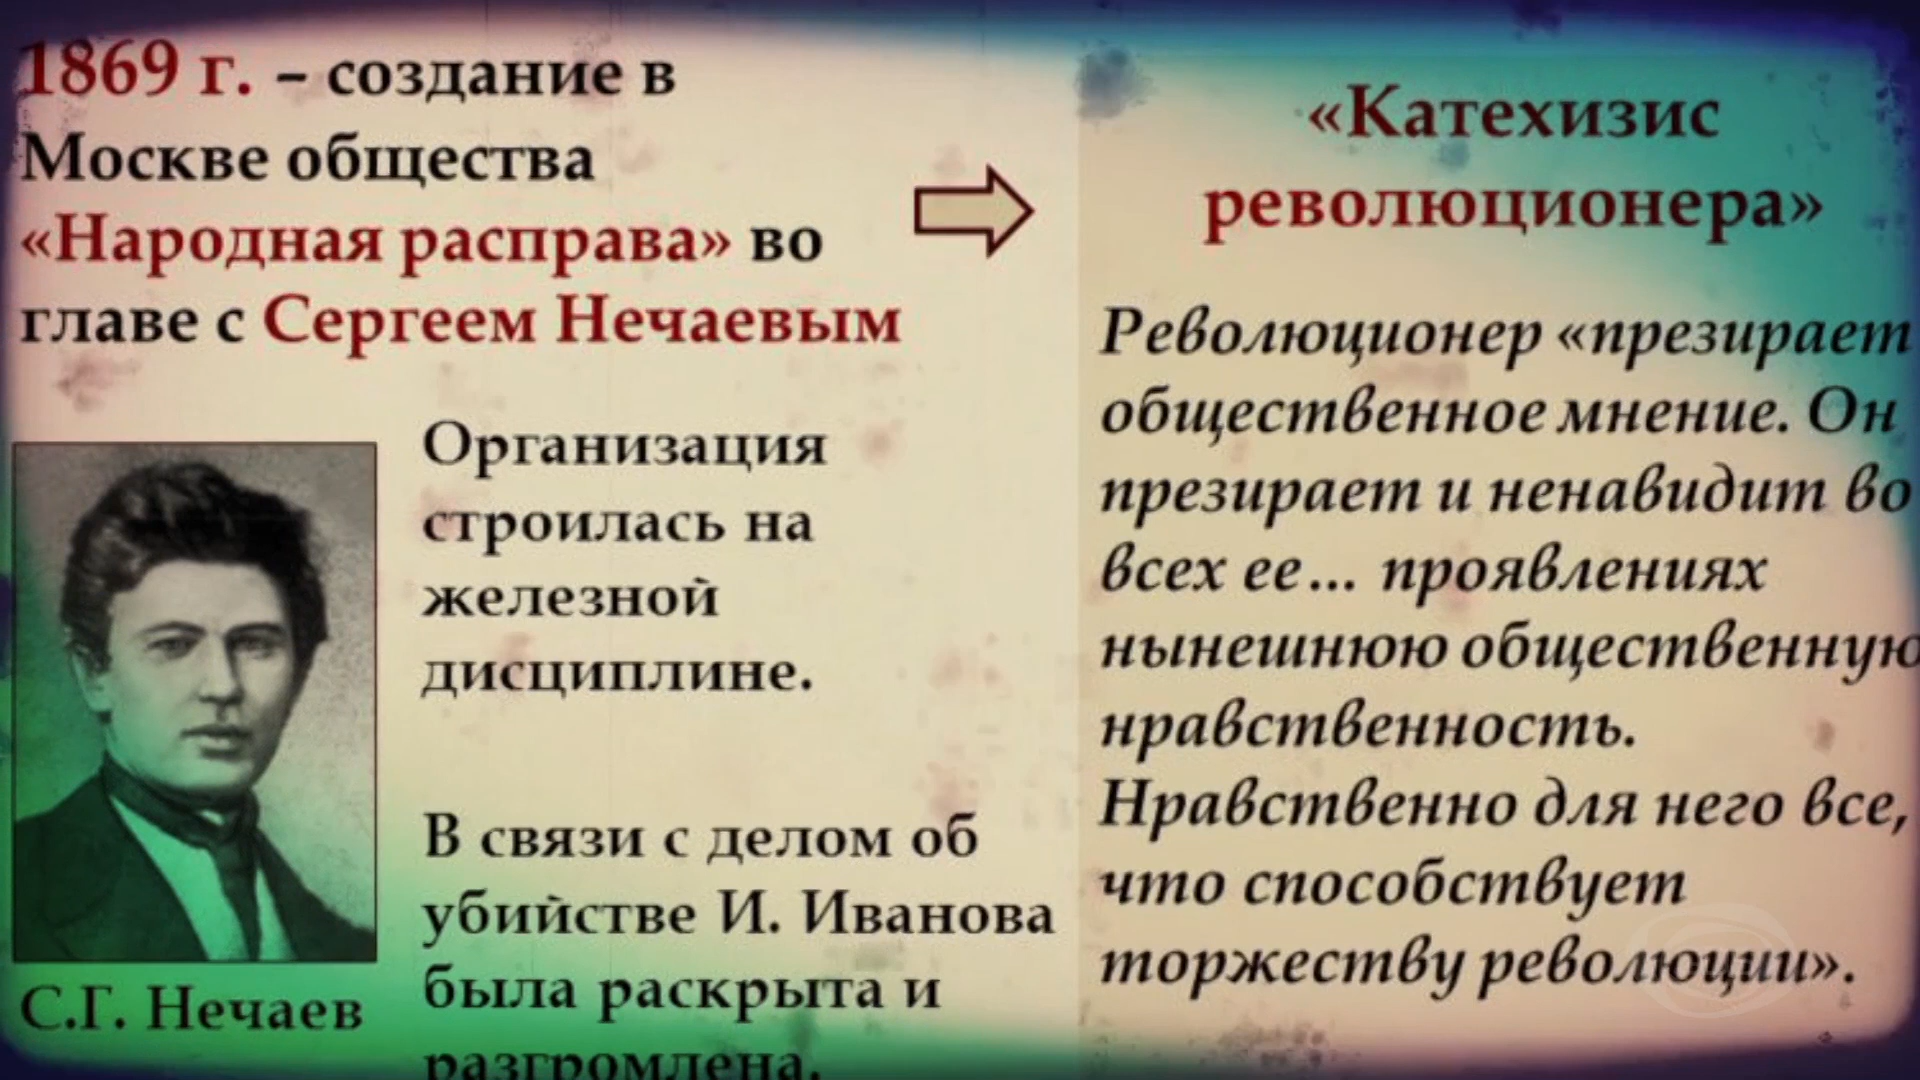 1869 г. – создание в
Москве общества
«Народная расправа» во
главе с Сергеем Нечаевым
Организация
строилась на
железной
дисциплине.
В связи с делом об
убийстве И. Иванова
была раскрыта и
разгромлена.
С.Г. Нечаев
«Катехизис
революционера»
Революционер «презирает
общественное мнение. Он
презирает и ненавидит во
всех ее... проявлениях
нынешнюю общественную
нравственность.
Нравственно для него все,
что способствует
торжеству революции».